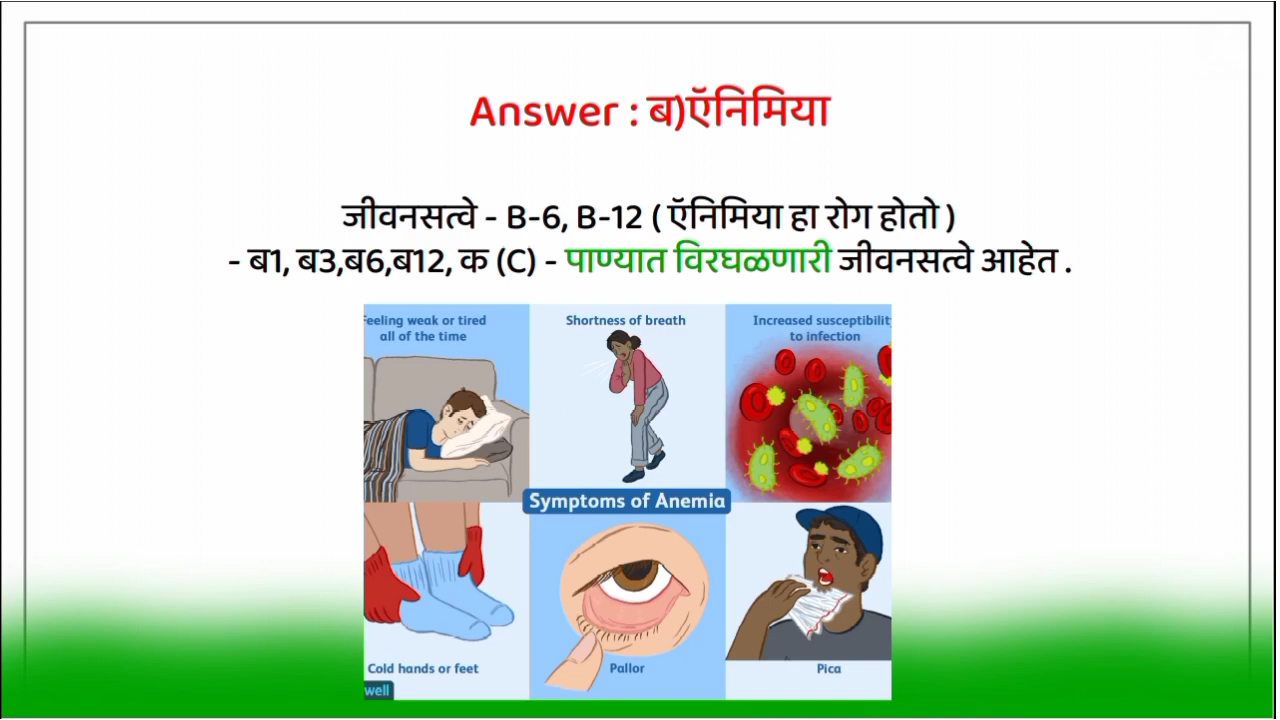 Answer : ब)ऍनिमिया
जीवनसत्वे - B-6, B-12 ( ऍनिमिया हा रोग होतो )
- ब1, ब3,ब6,ब12, क (C) - पाण्यात विरघळणारी जीवनसत्वे आहेत .
Feeling weak or tired
all of the time
Shortness of breath
Increased susceptibility
to infection
Symptoms of Anemia
Cold hands or feet
Pallor
Pica
well